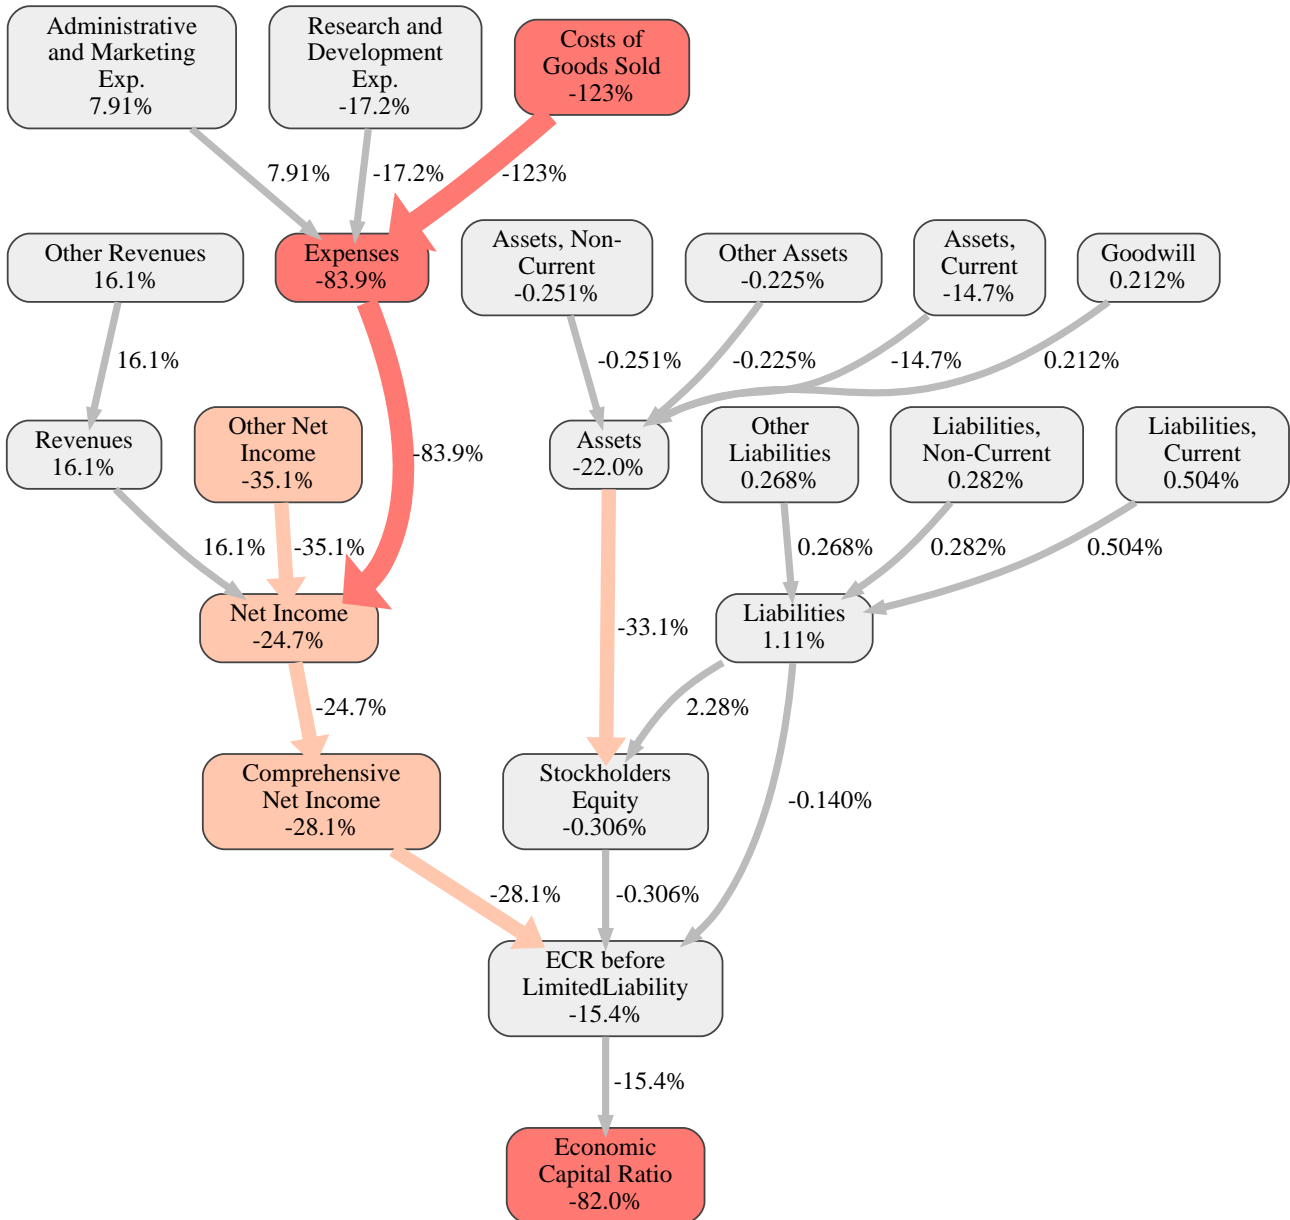 Administrative
and Marketing
Exp.
7.91%
Research and
Development
Exp.
-17.2%
Costs of
Goods Sold
-123%
7.91%
-17.2%
-123%
Other Revenues
16.1%
Expenses
-83.9%
Assets, Non-
Current
-0.251%
Other Assets
-0.225%
Assets,
Current
-14.7%
Goodwill
0.212%
16.1%
-83.9%
-0.251%
-0.225%
-14.7%
0.212%
Revenues
16.1%
Other Net
Income
-35.1%
Assets
-22.0%
Other
Liabilities
0.268%
Liabilities,
Non-Current
0.282%
Liabilities,
Current
0.504%
16.1%
-35.1%
0.268%
0.282%
0.504%
Net Income
-24.7%
-33.1%
Liabilities
1.11%
-24.7%
2.28%
-0.140%
Comprehensive
Net Income
-28.1%
Stockholders
Equity
-0.306%
-28.1%
-0.306%
ECR before
LimitedLiability
-15.4%
-15.4%
Economic
Capital Ratio
-82.0%